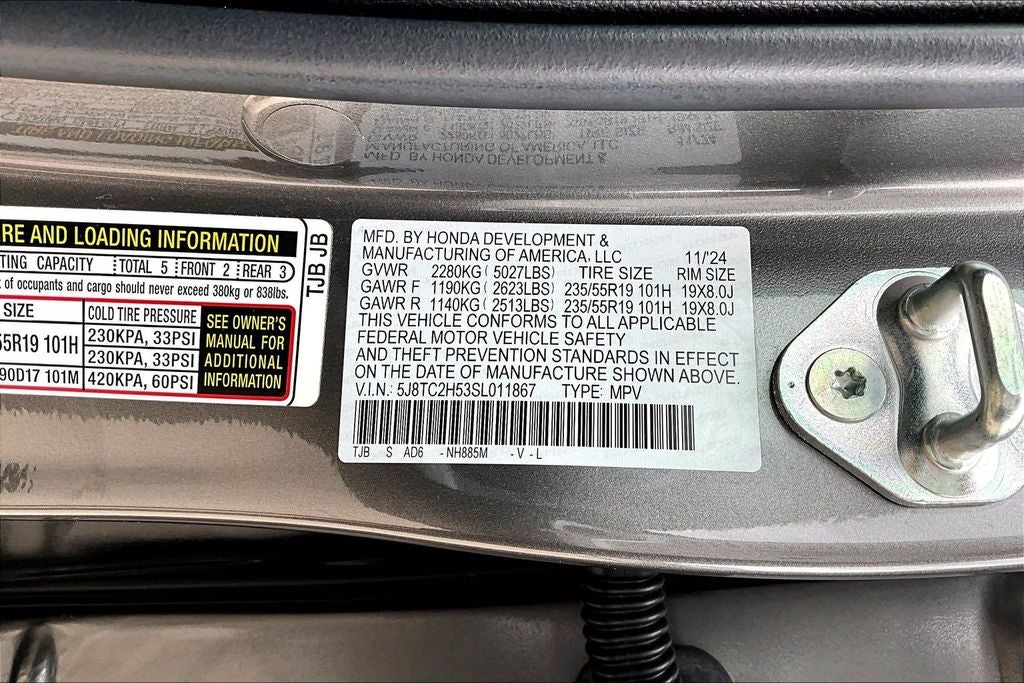 RE AND LOADING INFORMATION
TING CAPACITY TOTAL 5 FRONT 2 REAR 3
t of occupants and cargo should never exceed 380kg or 838lbs.
SIZE COLD TIRE PRESSURE
55R19 101H 230KPA, 33PSI
230KPA, 33PSI
90D17 101M 420KPA, 60PSI
SEE OWNER'S
MANUAL FOR
ADDITIONAL
INFORMATION
TJB JB
MFD. BY HONDA DEVELOPMENT &
MANUFACTURING OF AMERICA, LLC 11/'24
GVWR 2280KG (5027LBS) TIRE SIZE RIM SIZE
GAWR F 1190KG (2623LBS) 235/55R19 101H 19X8.0J
GAWR R 1140KG (2513LBS) 235/55R19 101H 19X8.0J
THIS VEHICLE CONFORMS TO ALL APPLICABLE
FEDERAL MOTOR VEHICLE SAFETY
AND THEFT PREVENTION STANDARDS IN EFFECT
ON THE DATE OF MANUFACTURE SHOWN ABOVE.
V.I.N.: 5J8TC2H53SL011867 TYPE: MPV
TJB S AD6 -NH885M -V-L